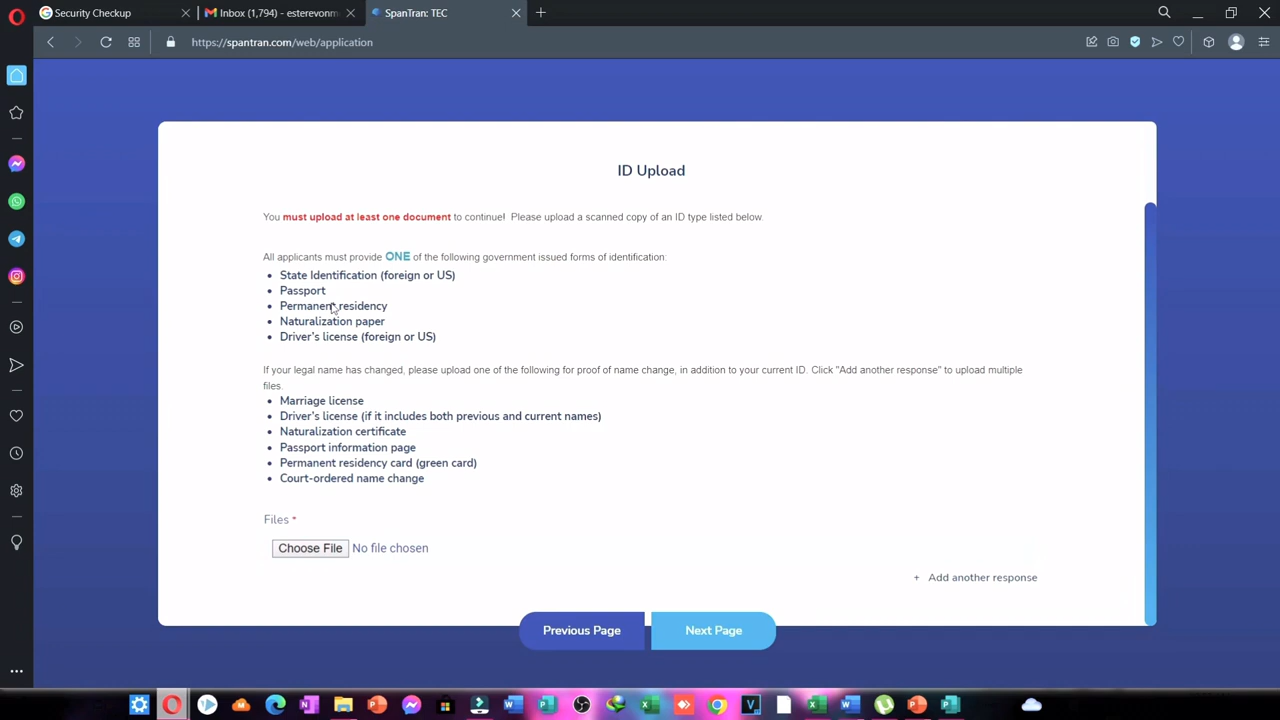 Security Checkup
Inbox (1,794) - esterevonm
SpanTran: TEC
https://spantran.com/web/application
ID Upload
You must upload at least one document to continue! Please upload a scanned copy of an ID type listed below.
All applicants must provide ONE of the following government issued forms of identification:
State Identification (foreign or US)
Passport
Permanent residency
Naturalization paper
Driver's license (foreign or US)
If your legal name has changed, please upload one of the following for proof of name change, in addition to your current ID. Click "Add another response" to upload multiple
files.
Marriage license
Driver's license (if it includes both previous and current names)
Naturalization certificate
Passport information page
Permanent residency card (green card)
Court-ordered name change
Files *
Choose File No file chosen
+ Add another response
Previous Page
Next Page